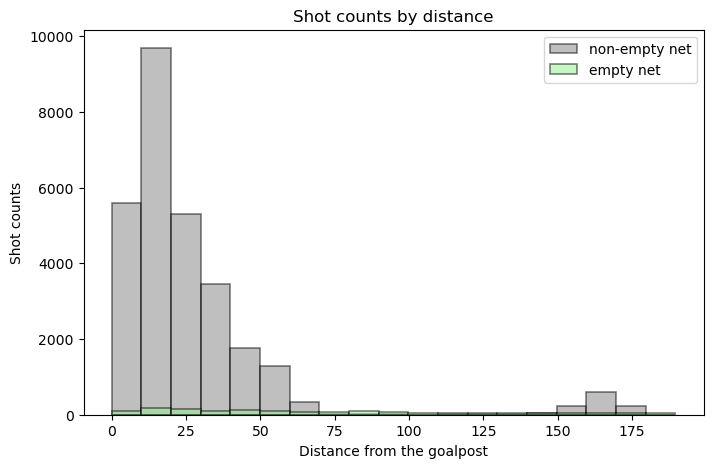 Shot counts by distance
non-empty net
empty net
Shot counts
10000
8000
6000
4000
2000
0
0 25 50 75 100 125 150 175
Distance from the goalpost